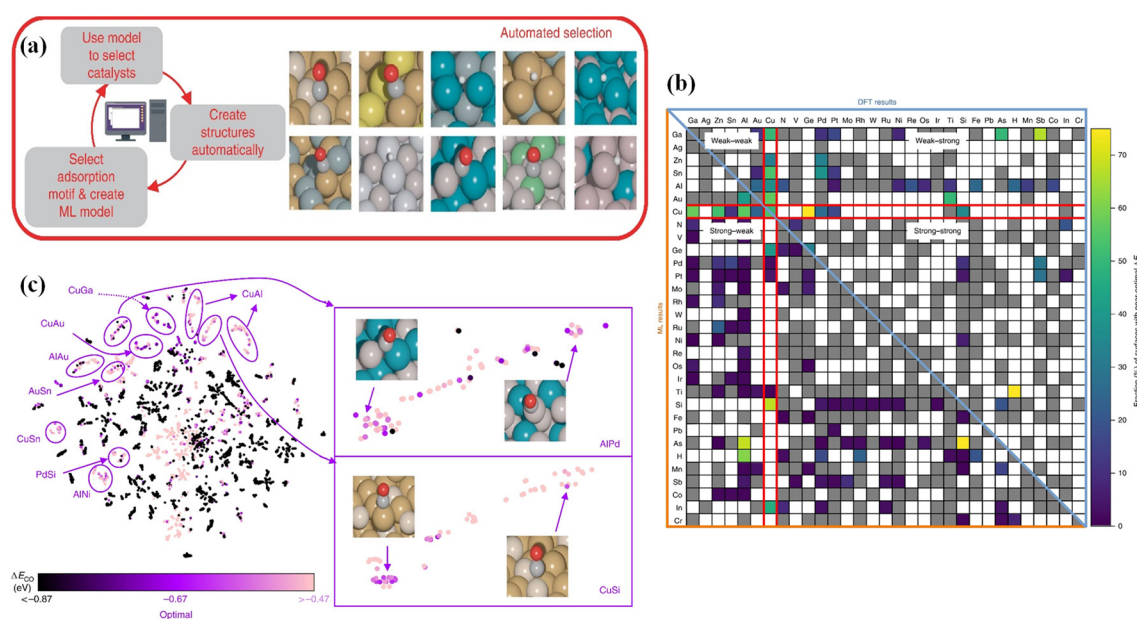 (a)
Use model
to select
catalysts
Create
structures
automatically
Select
adsorption
motif & create
ML model
Automated selection
(b)
DFT results
Ga Ag Zn Sn Al Au Cu N V Ge Pd Pt Mo Rh W Ru Ni Re Os Ir Ti Si Fe Pb As H Mn Sb Co In Cr
Ga
Ag
Zn
Sn
Al
Au
Cu
N
V
Ge
Pd
Pt
Mo
Rh
W
Ru
Ni
Re
Os
Ir
Ti
Si
Fe
Pb
As
H
Mn
Sb
Co
In
Cr
Weak–weak
Weak–strong
Strong–weak
Strong–strong
ML results
70
60
50
40
30
20
10
0
(c)
CuGa
CuAl
CuAu
AlAu
AuSn
CuSn
PdSi
AlNi
AlPd
CuSi
ΔECO
(eV)
<−0.87
−0.67
>−0.47
Optimal